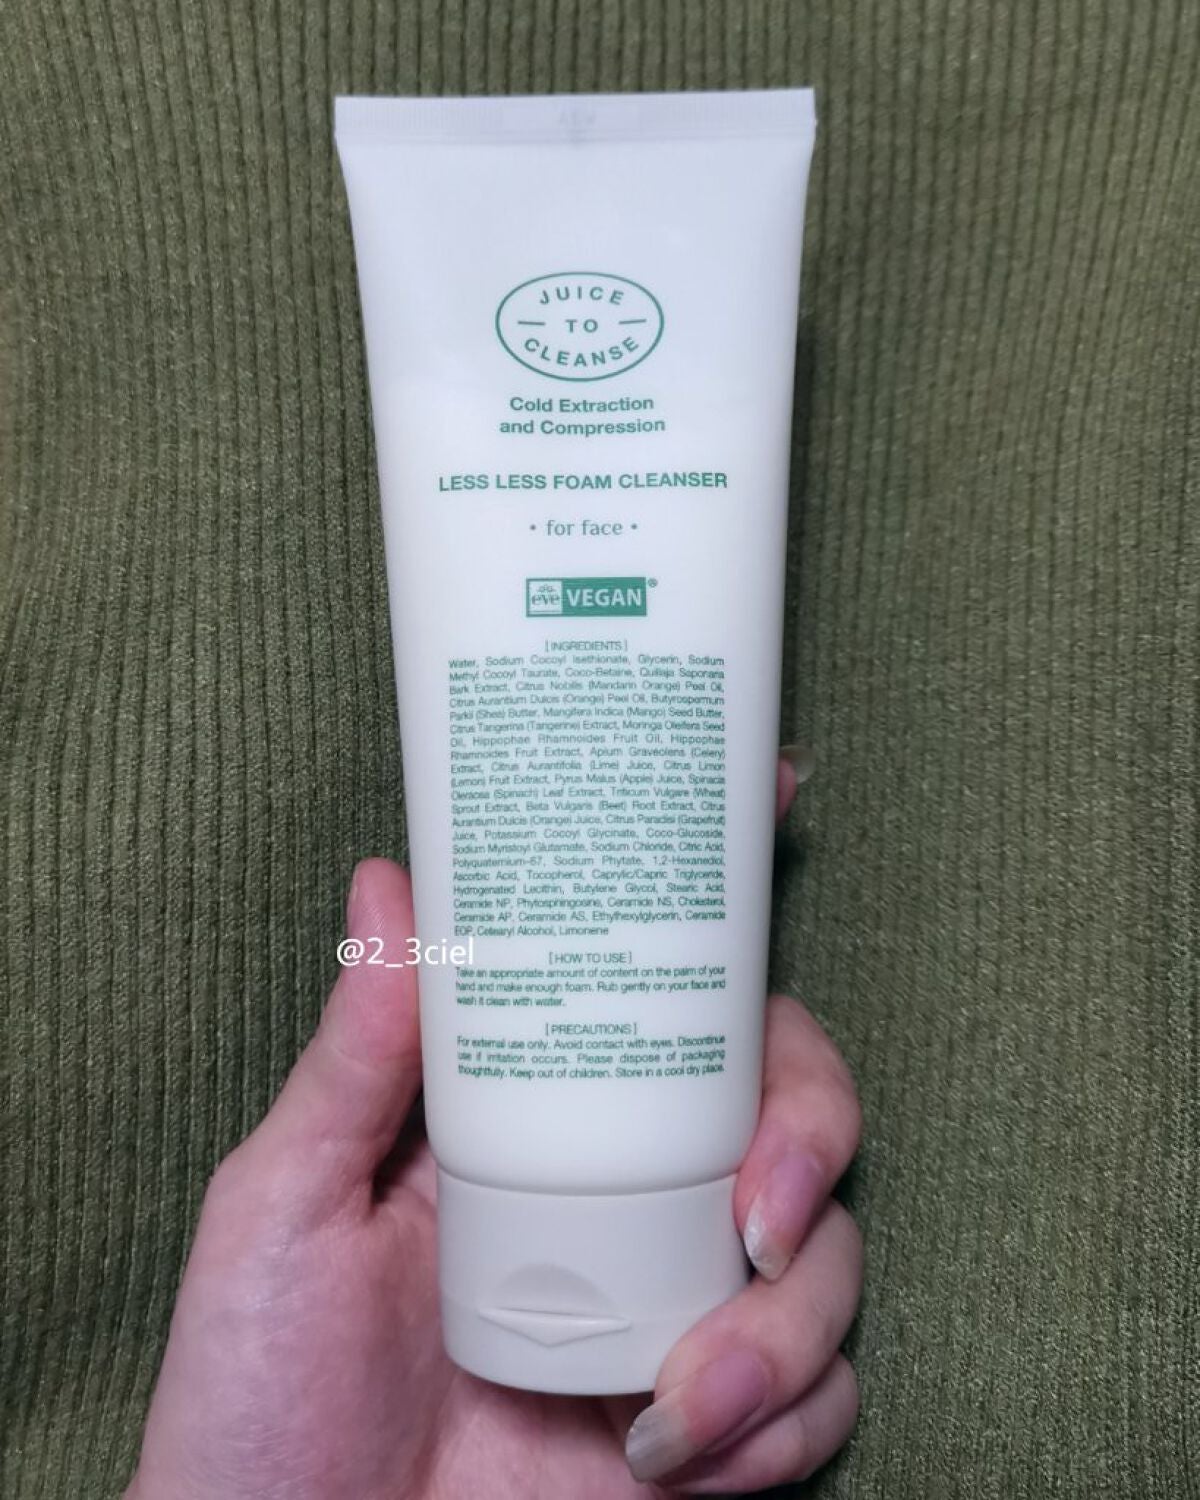 JUICE
TO
CLEANSE
Cold Extraction
and Compression
LESS LESS FOAM CLEANSER
• for face •
eve VEGAN®
[ INGREDIENTS ]
Water, Sodium Cocoyl Isethionate, Glycerin, Sodium
Methyl Cocoyl Taurate, Coco-Betaine, Quillaja Saponaria
Bark Extract, Citrus Nobilis (Mandarin Orange) Peel Oil,
Citrus Aurantium Dulcis (Orange) Peel Oil, Butyrospermum
Parkii (Shea) Butter, Mangifera Indica (Mango) Seed Butter,
Citrus Tangerina (Tangerine) Extract, Moringa Oleifera Seed
Oil, Hippophae Rhamnoides Fruit Oil, Hippophae
Rhamnoides Fruit Extract, Apium Graveolens (Celery)
Extract, Citrus Aurantifolia (Lime) Juice, Citrus Limon
(Lemon) Fruit Extract, Pyrus Malus (Apple) Juice, Spinacia
Oleracea (Spinach) Leaf Extract, Triticum Vulgare (Wheat)
Sprout Extract, Beta Vulgaris (Beet) Root Extract, Citrus
Aurantium Dulcis (Orange) Juice, Citrus Paradisi (Grapefruit)
Juice, Potassium Cocoyl Glycinate, Coco-Glucoside,
Sodium Myristoyl Glutamate, Sodium Chloride, Citric Acid,
Polyquaternium-67, Sodium Phytate, 1,2-Hexanediol,
Ascorbic Acid, Tocopherol, Caprylic/Capric Triglyceride,
Hydrogenated Lecithin, Butylene Glycol, Stearic Acid,
Ceramide NP, Phytosphingosine, Ceramide NS, Cholesterol,
Ceramide AP, Ceramide AS, Ethylhexylglycerin, Ceramide
EOP, Cetearyl Alcohol, Limonene
@2_3ciel
[ HOW TO USE ]
Take an appropriate amount of content on the palm of your
hand and make enough foam. Rub gently on your face and
wash it clean with water.
[ PRECAUTIONS ]
For external use only. Avoid contact with eyes. Discontinue
use if irritation occurs. Please dispose of packaging
thoughtfully. Keep out of children. Store in a cool dry place.